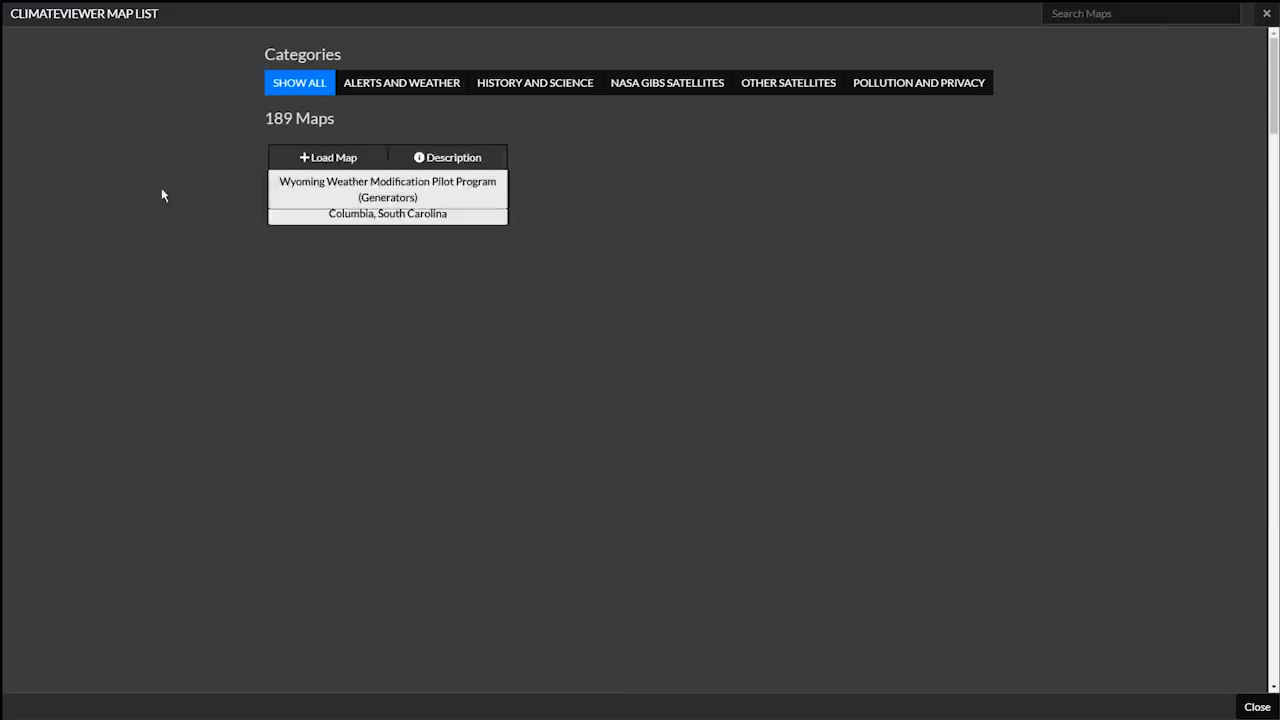 CLIMATEVIEWER MAP LIST
Search Maps
Categories
SHOW ALL ALERTS AND WEATHER HISTORY AND SCIENCE NASA GIBS SATELLITES OTHER SATELLITES POLLUTION AND PRIVACY
189 Maps
Load Map Description
Wyoming Weather Modification Pilot Program
(Generators)
Columbia, South Carolina
Close